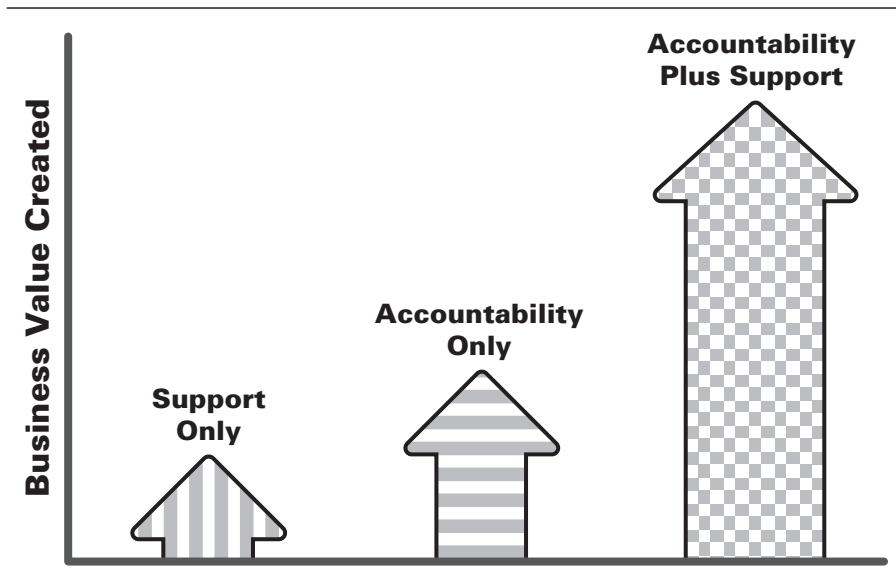 Accountability
Plus Support
Accountability
Only
Support
Only
Business Value Created